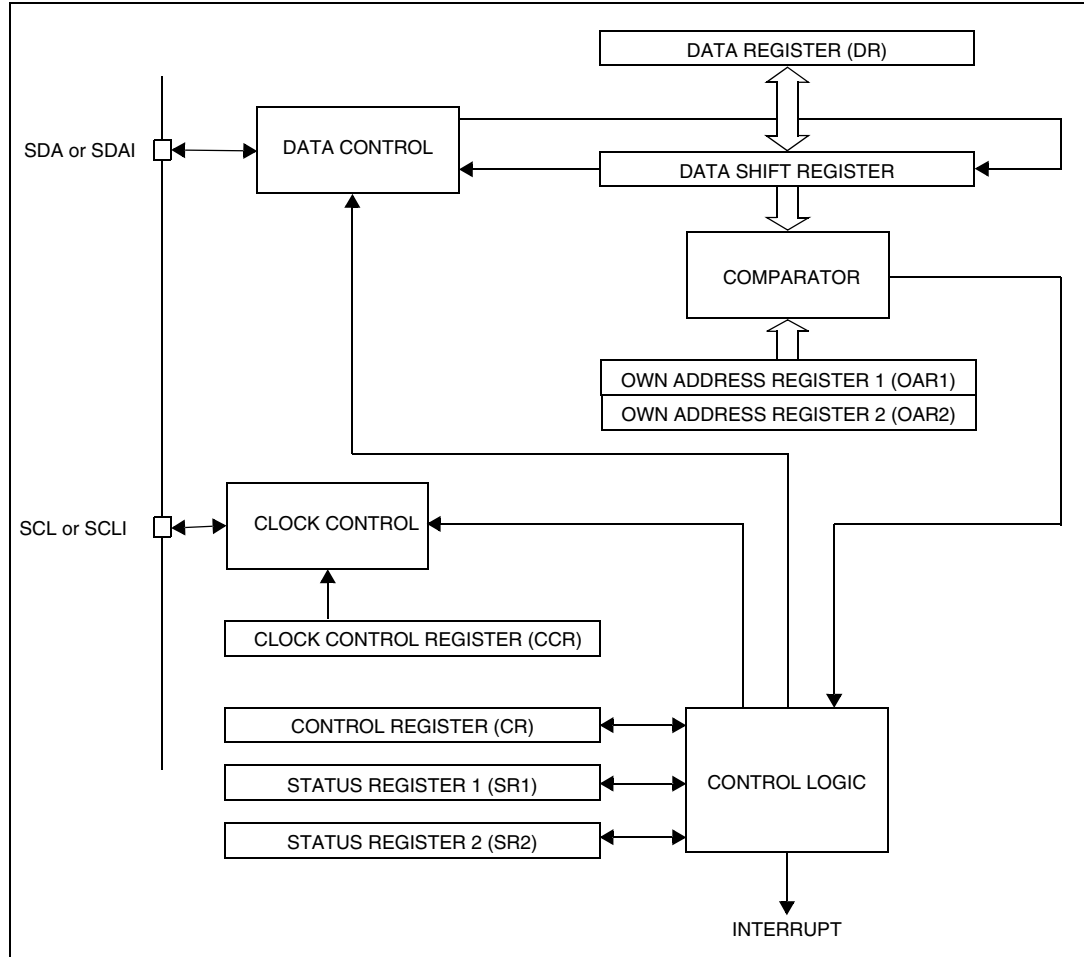 DATA REGISTER (DR)
SDA or SDAI
DATA CONTROL
DATA SHIFT REGISTER
COMPARATOR
OWN ADDRESS REGISTER 1 (OAR1)
OWN ADDRESS REGISTER 2 (OAR2)
SCL or SCLI
CLOCK CONTROL
CLOCK CONTROL REGISTER (CCR)
CONTROL REGISTER (CR)
STATUS REGISTER 1 (SR1)
CONTROL LOGIC
STATUS REGISTER 2 (SR2)
INTERRUPT